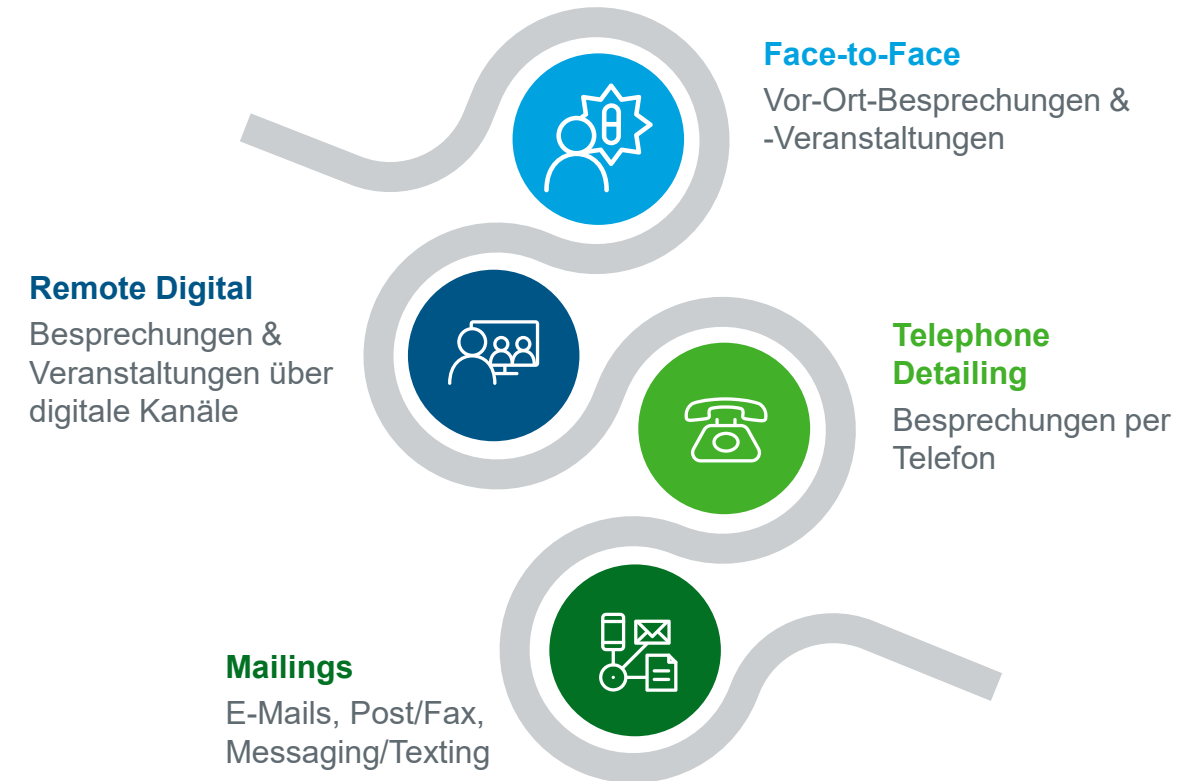 Face-to-Face
Vor-Ort-Besprechungen &
-Veranstaltungen
Remote Digital
Besprechungen &
Veranstaltungen über
digitale Kanäle
Telephone
Detailing
Besprechungen per
Telefon
Mailings
E-Mails, Post/Fax,
Messaging/Texting